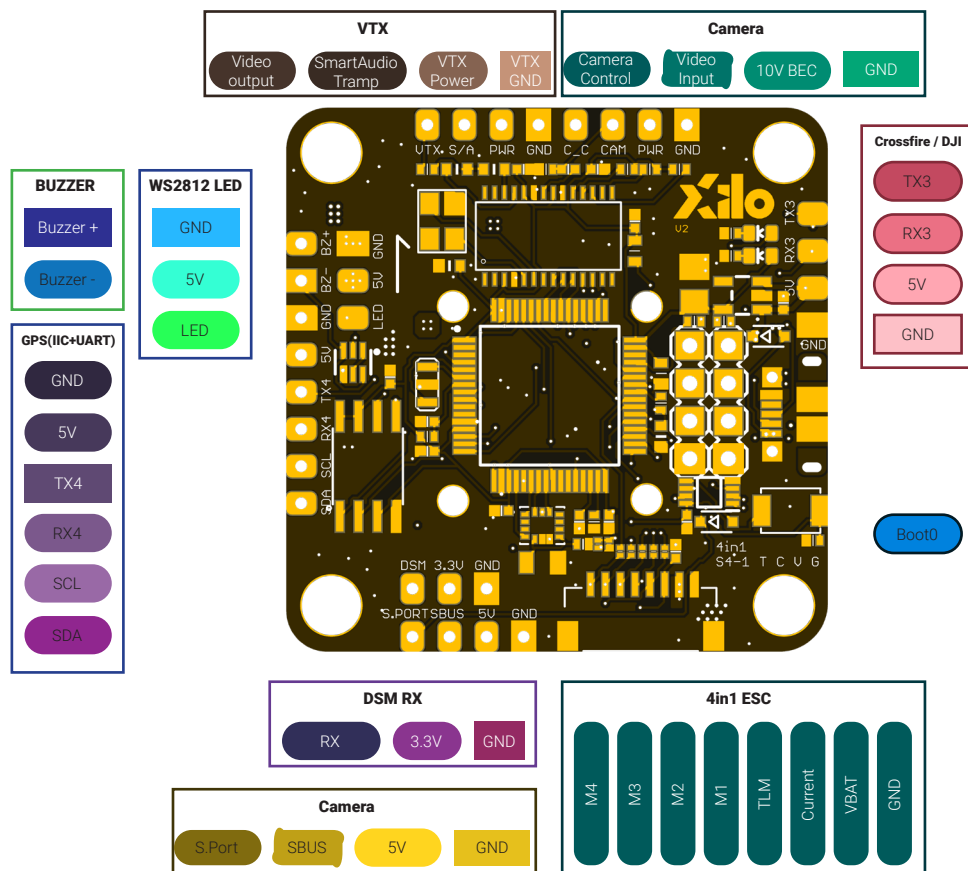 VTX
Video
output
SmartAudio
Tramp
VTX
Power
VTX
GND
Camera
Camera
Control
Video
Input
10V BEC
GND
BUZZER
Buzzer +
Buzzer -
WS2812 LED
GND
5V
LED
GPS(IIC+UART)
GND
5V
TX4
RX4
SCL
SDA
VTX S/A PWR GND C_C CAM PWR GND
Xilo
V2
BZ+
BZ-
GND
5V
TX4
RX4
SCL
SDA
GND
5V
LED
TX3
RX3
5V
GND
4in1
S4-1 T C V G
DSM 3.3V GND
S.PORT SBUS 5V GND
Crossfire / DJI
TX3
RX3
5V
GND
Boot0
DSM RX
RX
3.3V
GND
Camera
S.Port
SBUS
5V
GND
4in1 ESC
M4
M3
M2
M1
TLM
Current
VBAT
GND